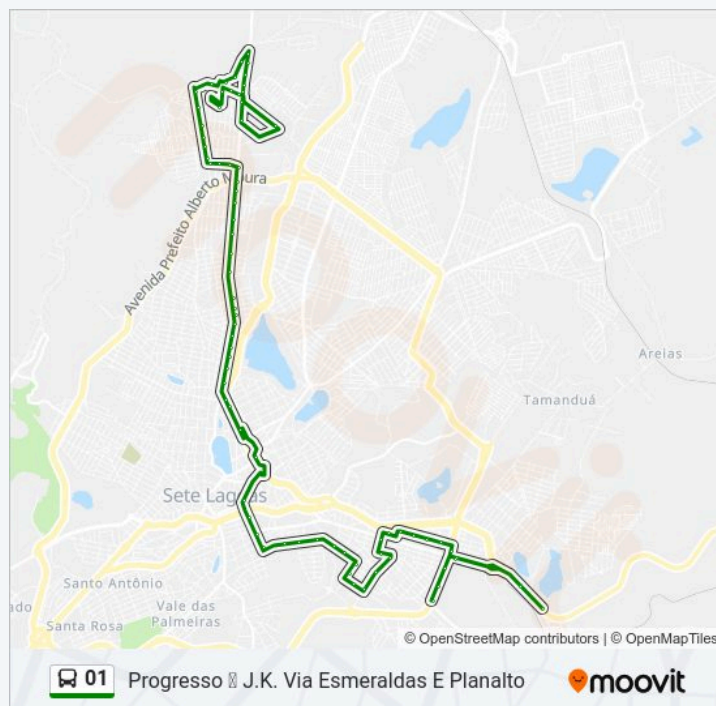 Avenida Prefeito Alberto Moura
Areias
Tamanduá
Sete Lagoas
Santo Antônio
Vale das
Palmeiras
Santa Rosa
ado
© OpenStreetMap contributors | © OpenMapTiles
01 Progresso ⍰ J.K. Via Esmeraldas E Planalto
moovit